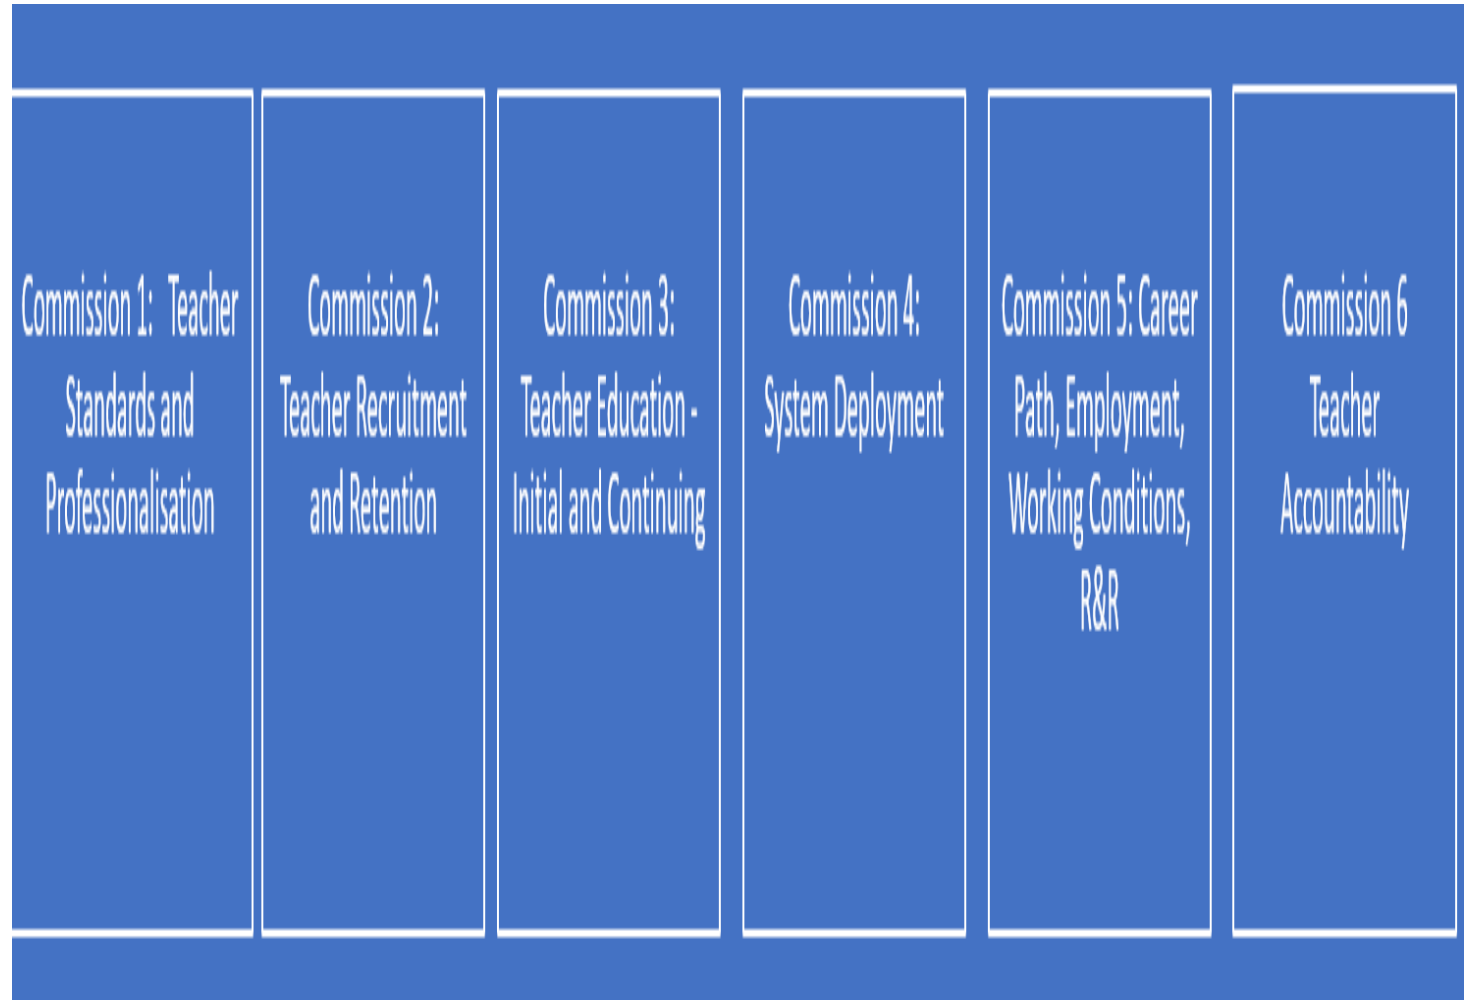 Commission 1:  Teacher
Standards and
Professionalisation
Commission 2:
Teacher Recruitment
and Retention
Commission 3:
Teacher Education -
Initial and Continuing
Commission 4:
System Deployment
Commission 5: Career
Path, Employment,
Working Conditions,
R&R
Commission 6
Teacher
Accountability